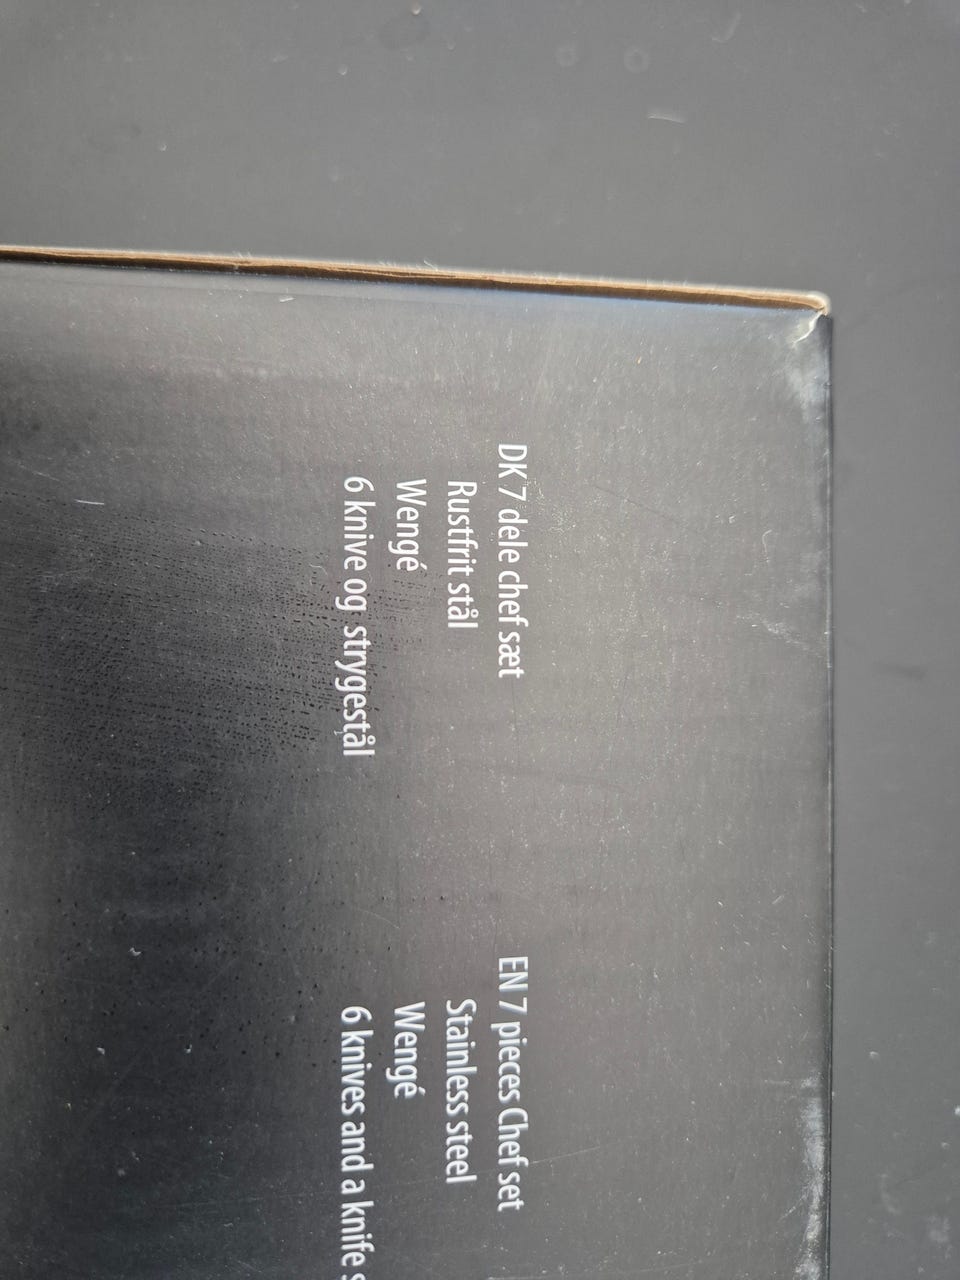 DK 7 dele chef sæt
Rustfrit stål
Wengé
6 knive og strygestål
EN 7 pieces Chef set
Stainless steel
Wengé
6 knives and a knife